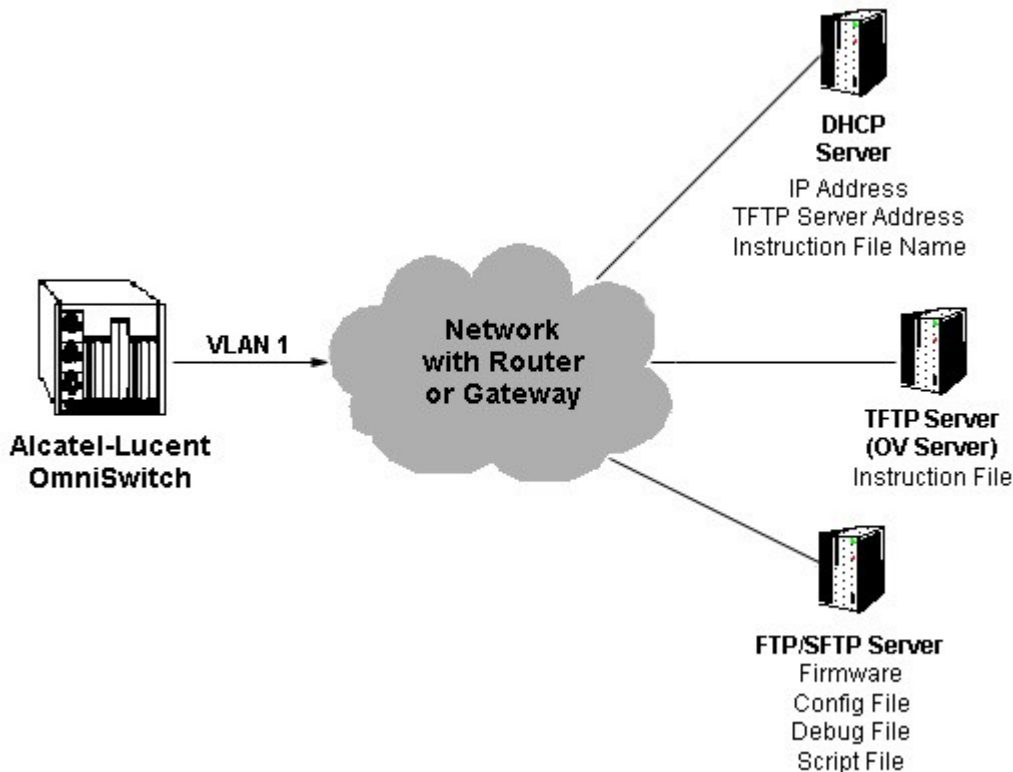 DHCP
Server
IP Address
TFTP Server Address
Instruction File Name
VLAN 1
Network
with Router
or Gateway
Alcatel-Lucent
OmniSwitch
TFTP Server
(OV Server)
Instruction File
FTP/SFTP Server
Firmware
Config File
Debug File
Script File